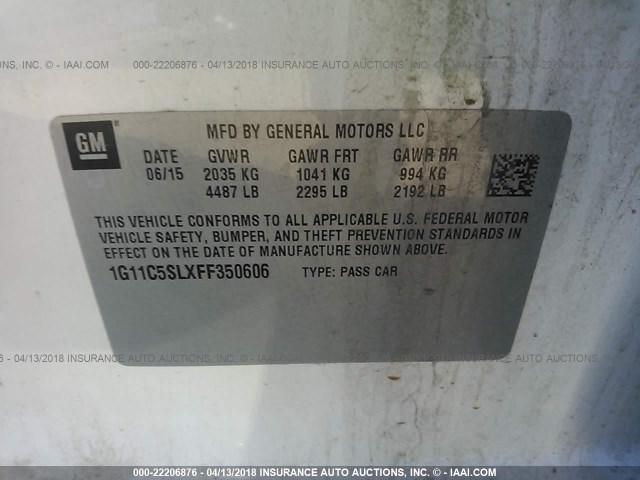 000-22206876 - 04/13/2018 INSURANCE AUTO AUCTIONS, INC. © - IAAI.COM
GM®
MFD BY GENERAL MOTORS LLC
DATE GVWR GAWR FRT GAWR RR
06/15 2035 KG 1041 KG 994 KG
4487 LB 2295 LB 2192 LB
THIS VEHICLE CONFORMS TO ALL APPLICABLE U.S. FEDERAL MOTOR
VEHICLE SAFETY, BUMPER, AND THEFT PREVENTION STANDARDS IN
EFFECT ON THE DATE OF MANUFACTURE SHOWN ABOVE.
1G11C5SLXFF350606 TYPE: PASS CAR
000-22206876 - 04/13/2018 INSURANCE AUTO AUCTIONS, INC. © - IAAI.COM
000-22206876 - 04/13/2018 INSURANCE AUTO AUCTIONS, INC. © - IAAI.COM